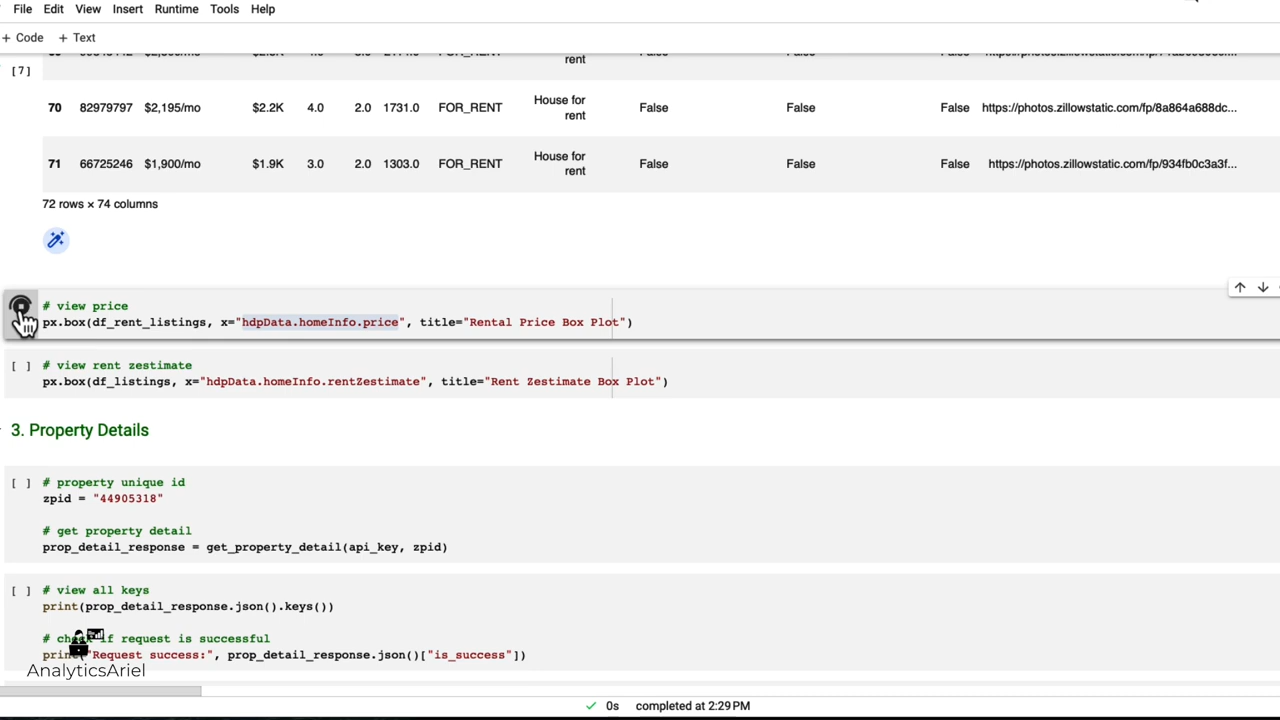 File Edit View Insert Runtime Tools Help
+ Code + Text
rent
[7]
70 82979797 $2,195/mo $2.2K 4.0 2.0 1731.0 FOR_RENT House for rent False False False https://photos.zillowstatic.com/fp/8a864a688dc...
71 66725246 $1,900/mo $1.9K 3.0 2.0 1303.0 FOR_RENT House for rent False False False https://photos.zillowstatic.com/fp/934fb0c3a3f...
72 rows × 74 columns
# view price
px.box(df_rent_listings, x="hdpData.homeInfo.price", title="Rental Price Box Plot")
[ ] # view rent zestimate
px.box(df_listings, x="hdpData.homeInfo.rentZestimate", title="Rent Zestimate Box Plot")
3. Property Details
[ ] # property unique id
zpid = "44905318"
# get property detail
prop_detail_response = get_property_detail(api_key, zpid)
[ ] # view all keys
print(prop_detail_response.json().keys())
# check if request is successful
print("Request success:", prop_detail_response.json()["is_success"])
AnalyticsAriel
0s completed at 2:29 PM